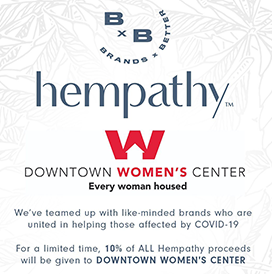 B x B
BRANDS x BETTER
hempathy™
W
DOWNTOWN WOMEN'S CENTER
Every woman housed
We've teamed up with like-minded brands who are
united in helping those affected by COVID-19
For a limited time, 10% of ALL Hempathy proceeds
will be given to DOWNTOWN WOMEN'S CENTER